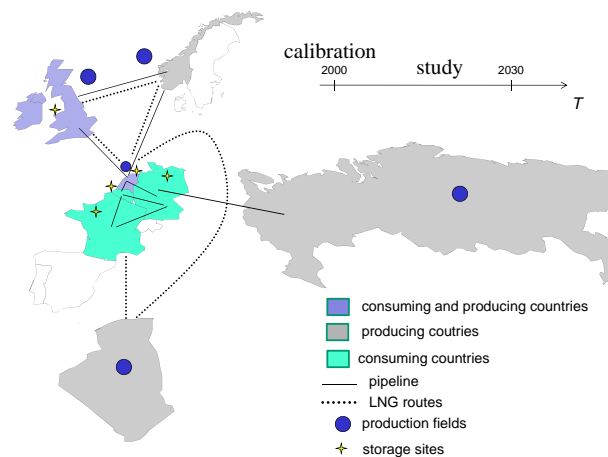 calibration
study
2000
2030
T
consuming and producing countries
producing coutries
consuming countries
pipeline
LNG routes
production fields
storage sites